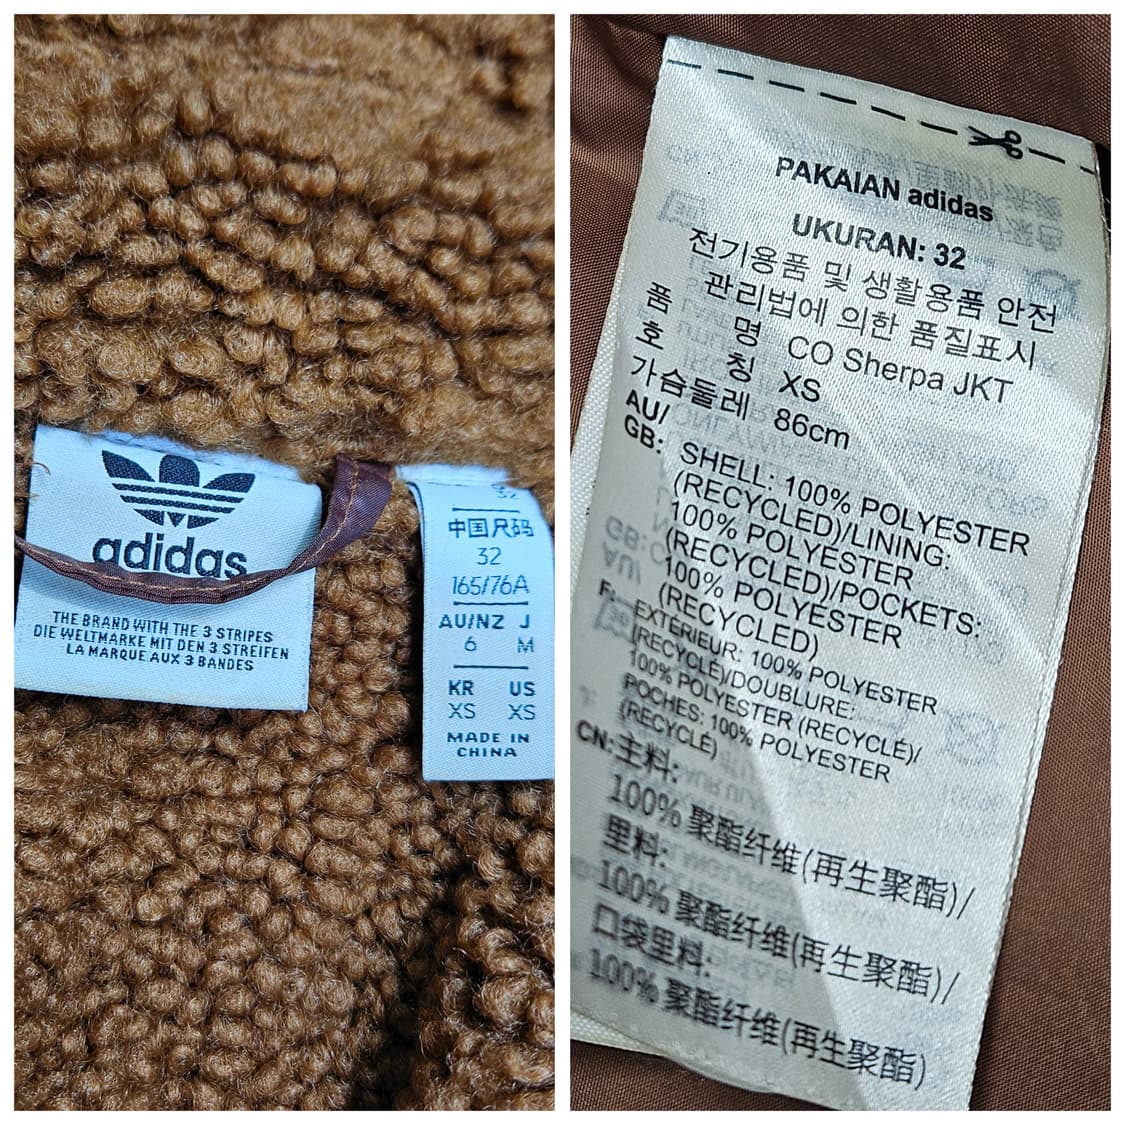 adidas
THE BRAND WITH THE 3 STRIPES
DIE WELTMARKE MIT DEN 3 STREIFEN
LA MARQUE AUX 3 BANDES
32
中国尺码
32
165/76A
AU/NZ J
6 M
KR US
XS XS
MADE IN
CHINA
PAKAIAN adidas
UKURAN: 32
전기용품 및 생활용품 안전
관리법에 의한 품질표시
품 명 CO Sherpa JKT
호 칭 XS
가슴둘레 86cm
AU/
GB: SHELL: 100% POLYESTER
(RECYCLED)/LINING:
100% POLYESTER
(RECYCLED)/POCKETS:
100% POLYESTER
(RECYCLED)
F: EXTÉRIEUR: 100% POLYESTER
(RECYCLÉ)/DOUBLURE:
100% POLYESTER (RECYCLÉ)/
POCHES: 100% POLYESTER
(RECYCLÉ)
CN: 主料:
100% 聚酯纤维(再生聚酯)/
里料:
100% 聚酯纤维(再生聚酯)/
口袋里料:
100% 聚酯纤维(再生聚酯)